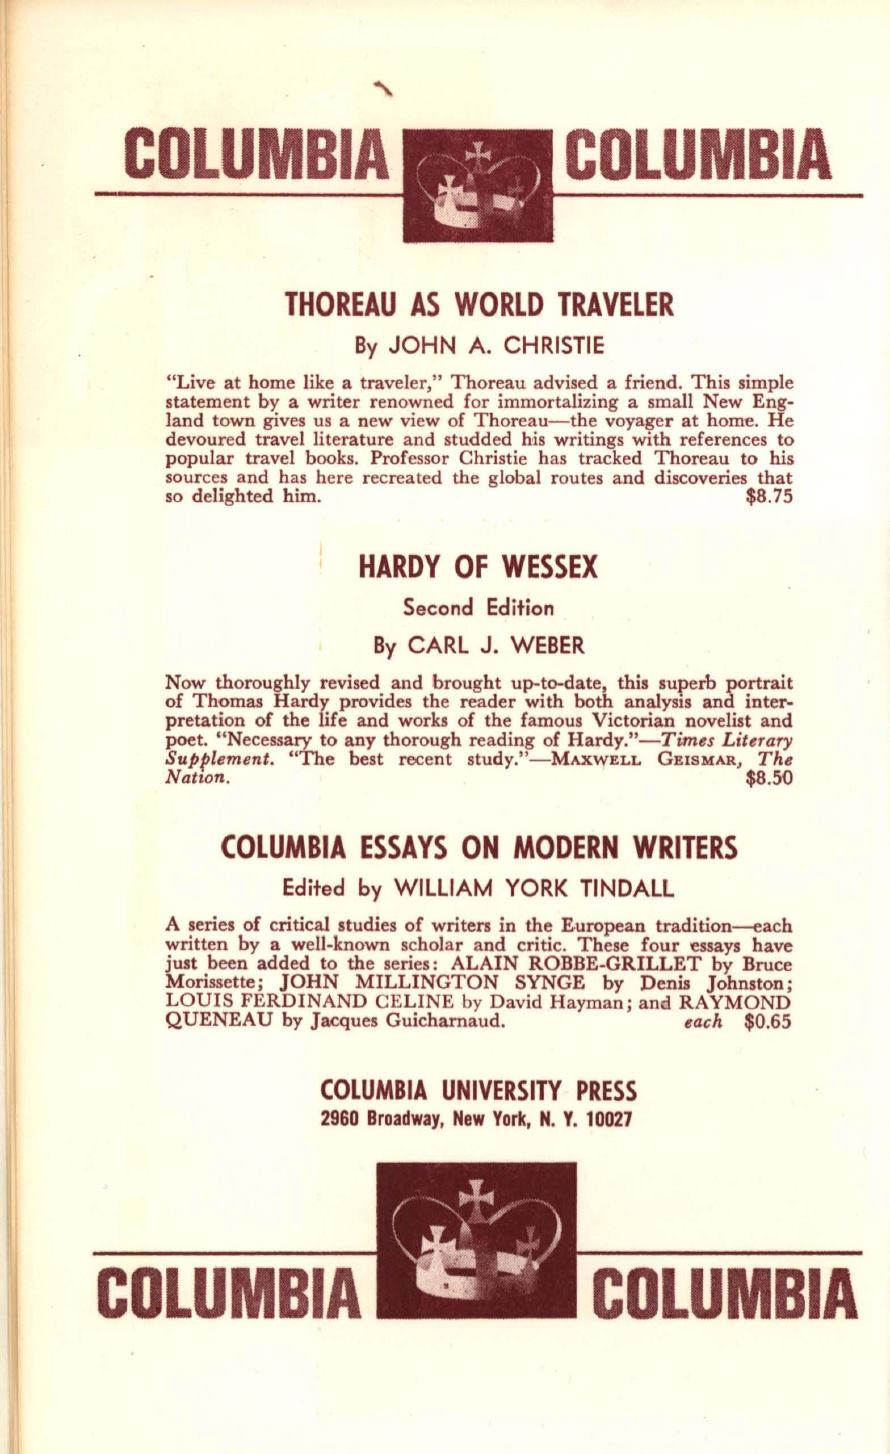 COLUMBIA COLUMBIA
THOREAU AS WORLD TRAVELER
By JOHN A. CHRISTIE
“Live at home like a traveler,” Thoreau advised a friend. This simple
statement by a writer renowned for immortalizing a small New Eng-
land town gives us a new view of Thoreau—the voyager at home. He
devoured travel literature and studded his writings with references to
popular travel books. Professor Christie has tracked Thoreau to his
sources and has here recreated the global routes and discoveries that
so delighted him. $8.75
HARDY OF WESSEX
Second Edition
By CARL J. WEBER
Now thoroughly revised and brought up-to-date, this superb portrait
of Thomas Hardy provides the reader with both analysis and inter-
pretation of the life and works of the famous Victorian novelist and
poet. “Necessary to any thorough reading of Hardy.”—Times Literary
Supplement. “The best recent study.”—MAXWELL GEISMAR, The
Nation. $8.50
COLUMBIA ESSAYS ON MODERN WRITERS
Edited by WILLIAM YORK TINDALL
A series of critical studies of writers in the European tradition—each
written by a well-known scholar and critic. These four essays have
just been added to the series: ALAIN ROBBE-GRILLET by Bruce
Morissette; JOHN MILLINGTON SYNGE by Denis Johnston;
LOUIS FERDINAND CELINE by David Hayman; and RAYMOND
QUENEAU by Jacques Guicharnaud. each $0.65
COLUMBIA UNIVERSITY PRESS
2960 Broadway, New York, N. Y. 10027
COLUMBIA COLUMBIA